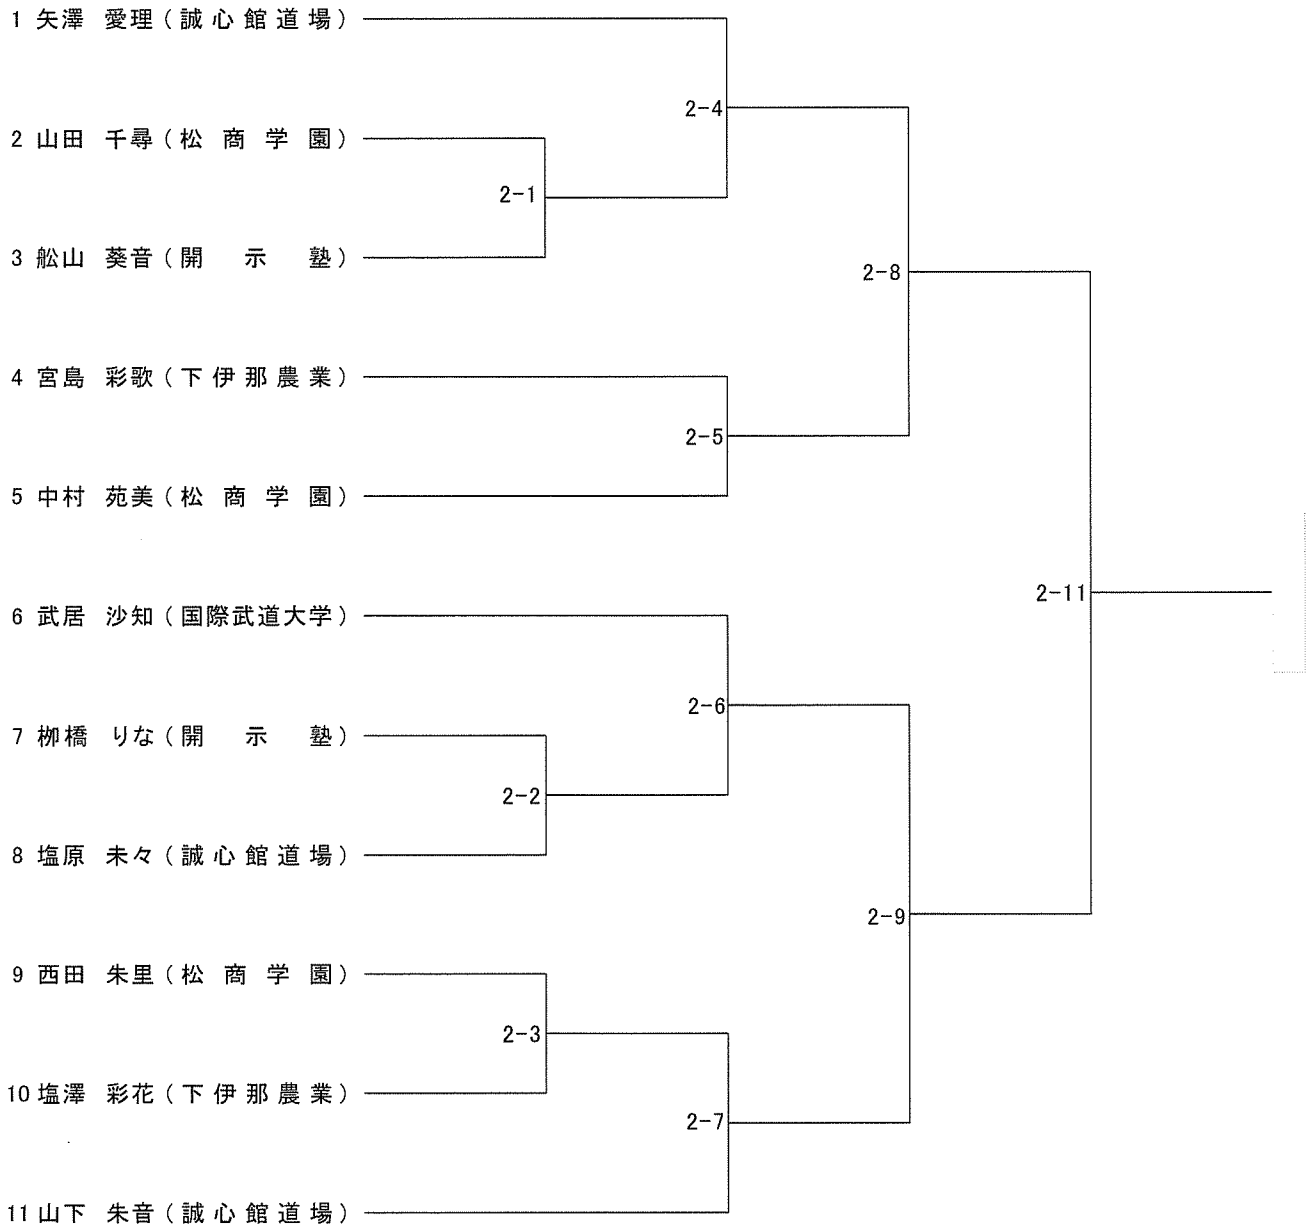 1 矢澤 愛理(誠心館道場)
2-4
2 山田 千尋(松商学園)
2-1
3 舩山 葵音(開示塾)
2-8
4 宮島 彩歌(下伊那農業)
2-5
5 中村 苑美(松商学園)
2-11
6 武居 沙知(国際武道大学)
2-6
7 栁橋 りな(開示塾)
2-2
8 塩原 未々(誠心館道場)
2-9
9 西田 朱里(松商学園)
2-3
10 塩澤 彩花(下伊那農業)
2-7
11 山下 朱音(誠心館道場)